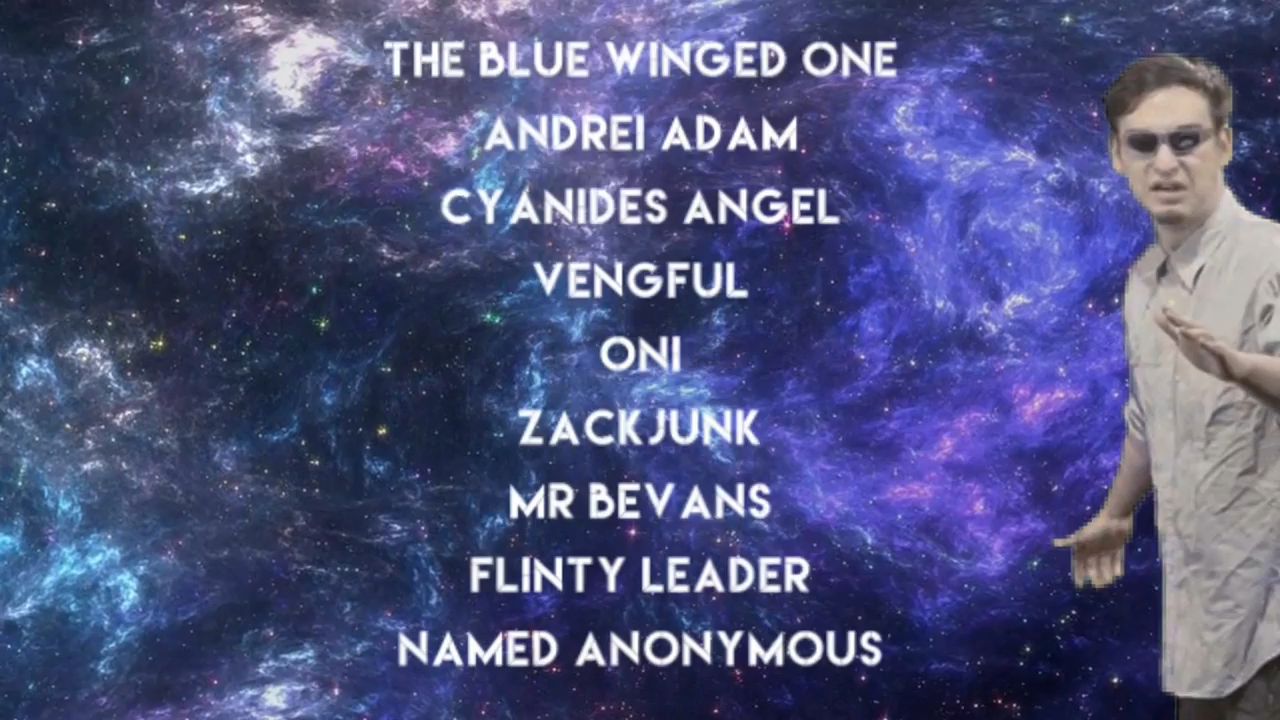 THE BLUE WINGED ONE
ANDREI ADAM
CYANIDES ANGEL
VENGFUL
ONI
ZACKJUNK
MR BEVANS
FLINTY LEADER
NAMED ANONYMOUS